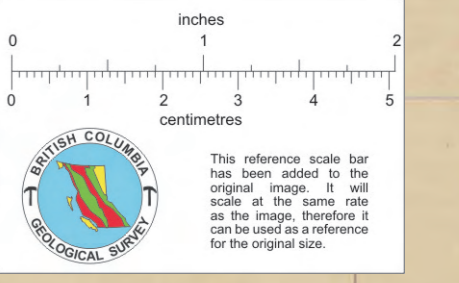 inches
0 1 2
0 1 2 3 4 5
centimetres
BRITISH COLUMBIA
GEOLOGICAL SURVEY
This reference scale bar
has been added to the
original image. It will
scale at the same rate
as the image, therefore it
can be used as a reference
for the original size.